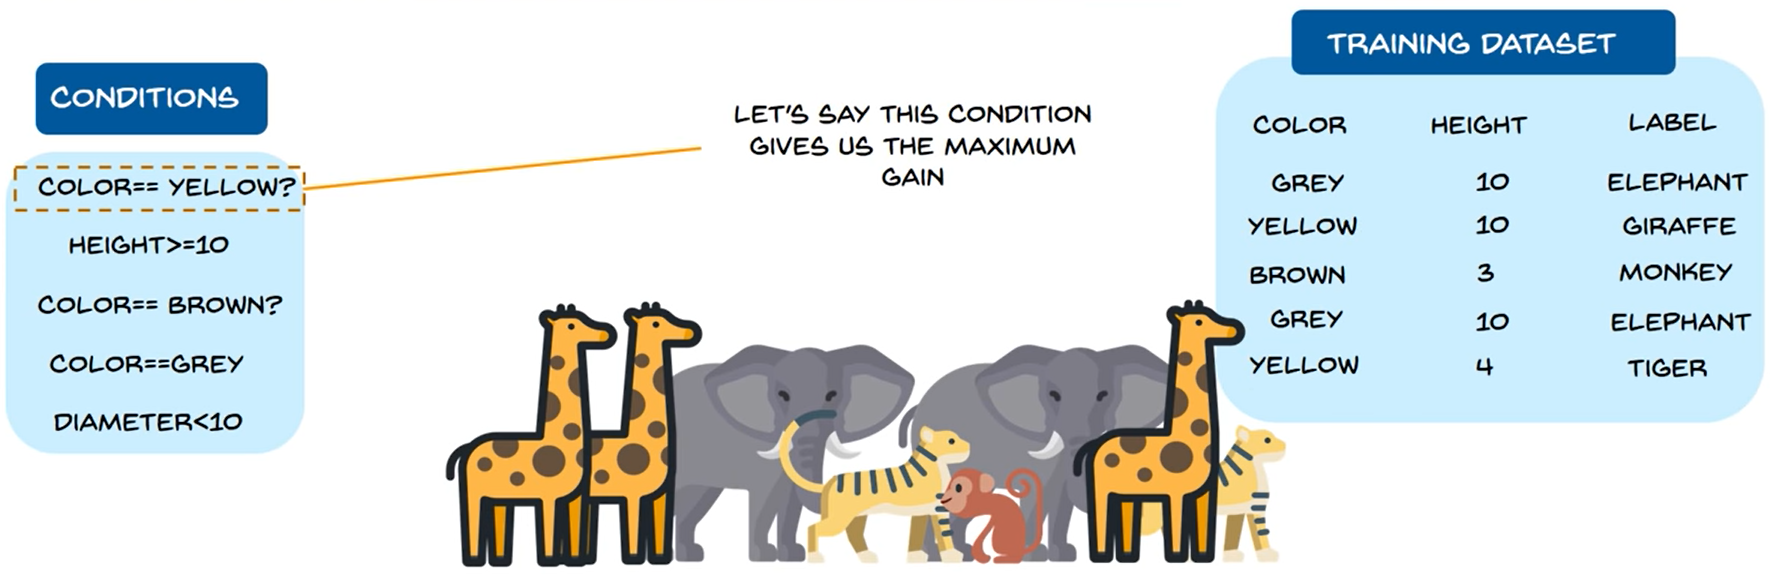 CONDITIONS
COLOR== YELLOW?
HEIGHT>=10
COLOR== BROWN?
COLOR==GREY
DIAMETER<10
LET'S SAY THIS CONDITION
GIVES US THE MAXIMUM
GAIN
TRAINING DATASET
COLOR HEIGHT LABEL
GREY 10 ELEPHANT
YELLOW 10 GIRAFFE
BROWN 3 MONKEY
GREY 10 ELEPHANT
YELLOW 4 TIGER